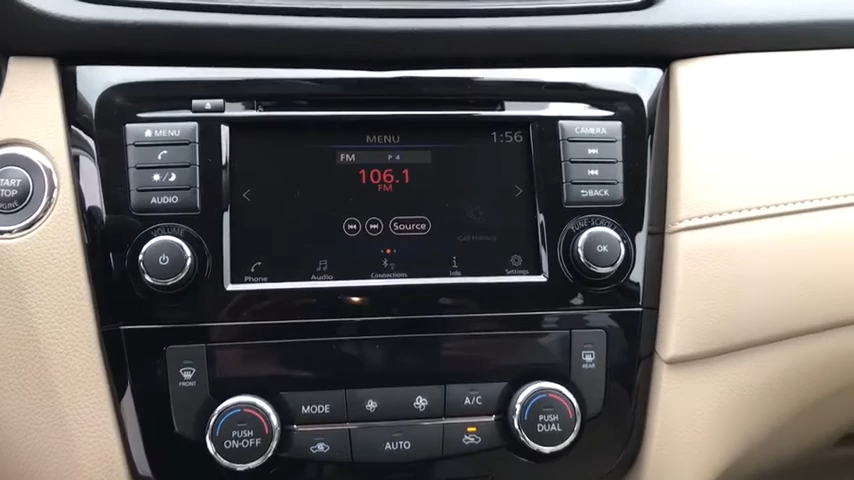 MENU
AUDIO
VOLUME
START
STOP
ENGINE
MENU
1:56
FM P 4
106.1
FM
Source
Call History
Phone
Audio
Connections
Info
Settings
CAMERA
BACK
TUNE·SCROLL
OK
FRONT
REAR
PUSH
ON·OFF
MODE
A/C
AUTO
PUSH
DUAL